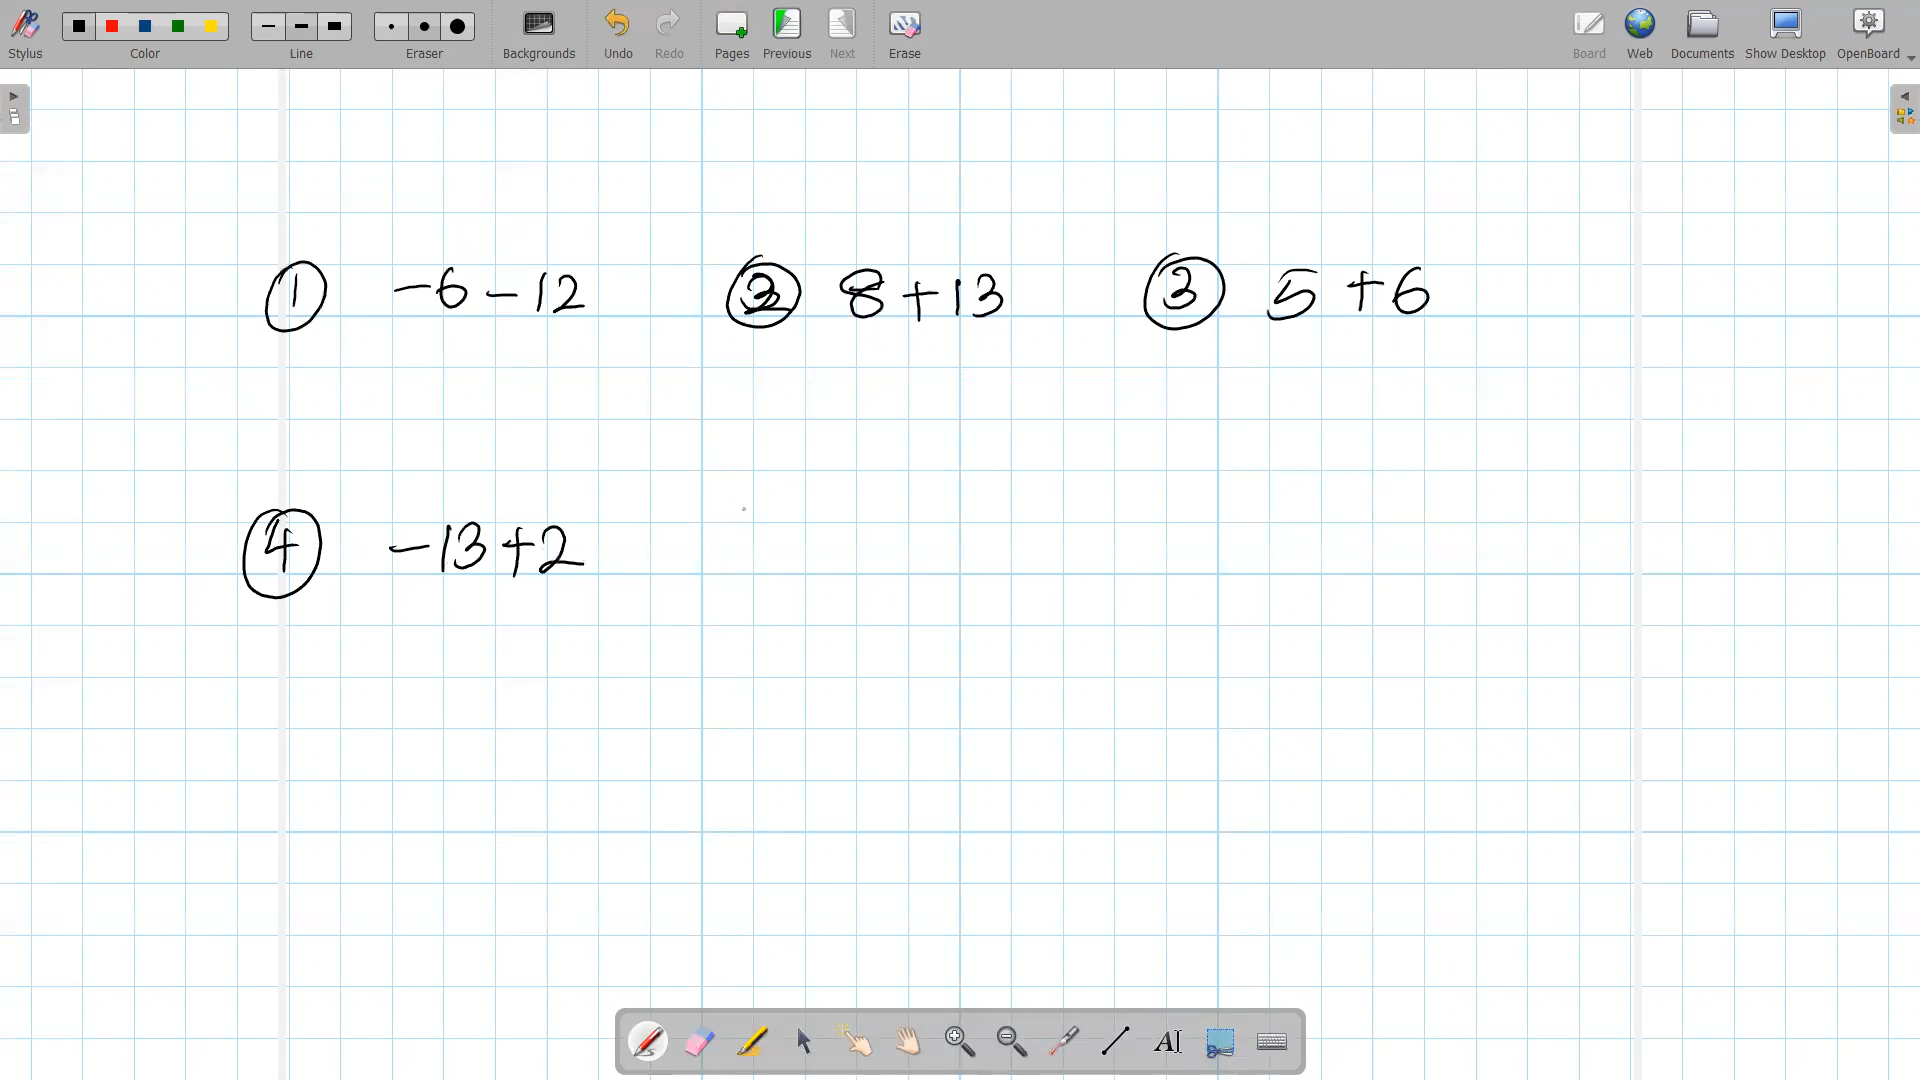 Stylus Color Line Eraser Backgrounds Undo Redo Pages Previous Next Erase Board Web Documents Show Desktop OpenBoard
① -6-12 ② 8+13 ③ 5+6
④ -13+2
AI